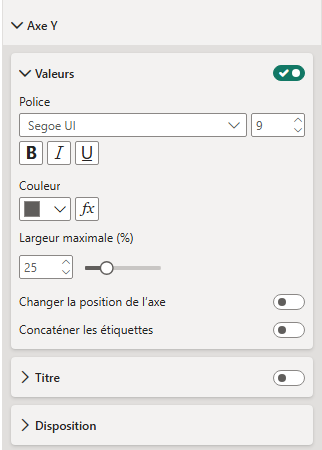 Axe Y
Valeurs
Police
Segoe UI 9
B I U
Couleur
fx
Largeur maximale (%)
25
Changer la position de l'axe
Concaténer les étiquettes
Titre
Disposition